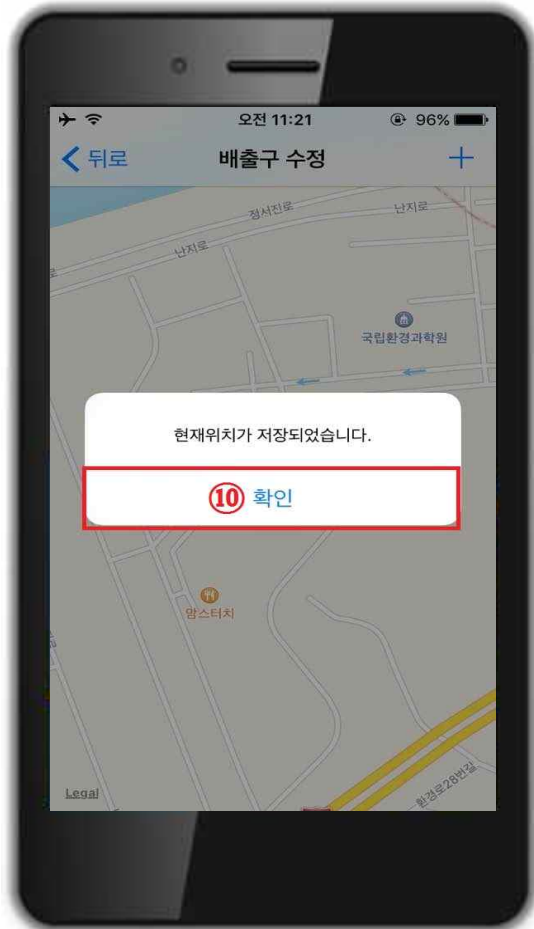 오전 11:21
96%
뒤로
배출구 수정
+
정서진로
난지로
난지로
국립환경과학원
현재위치가 저장되었습니다.
⑩ 확인
맘스터치
환경로28번길
Legal